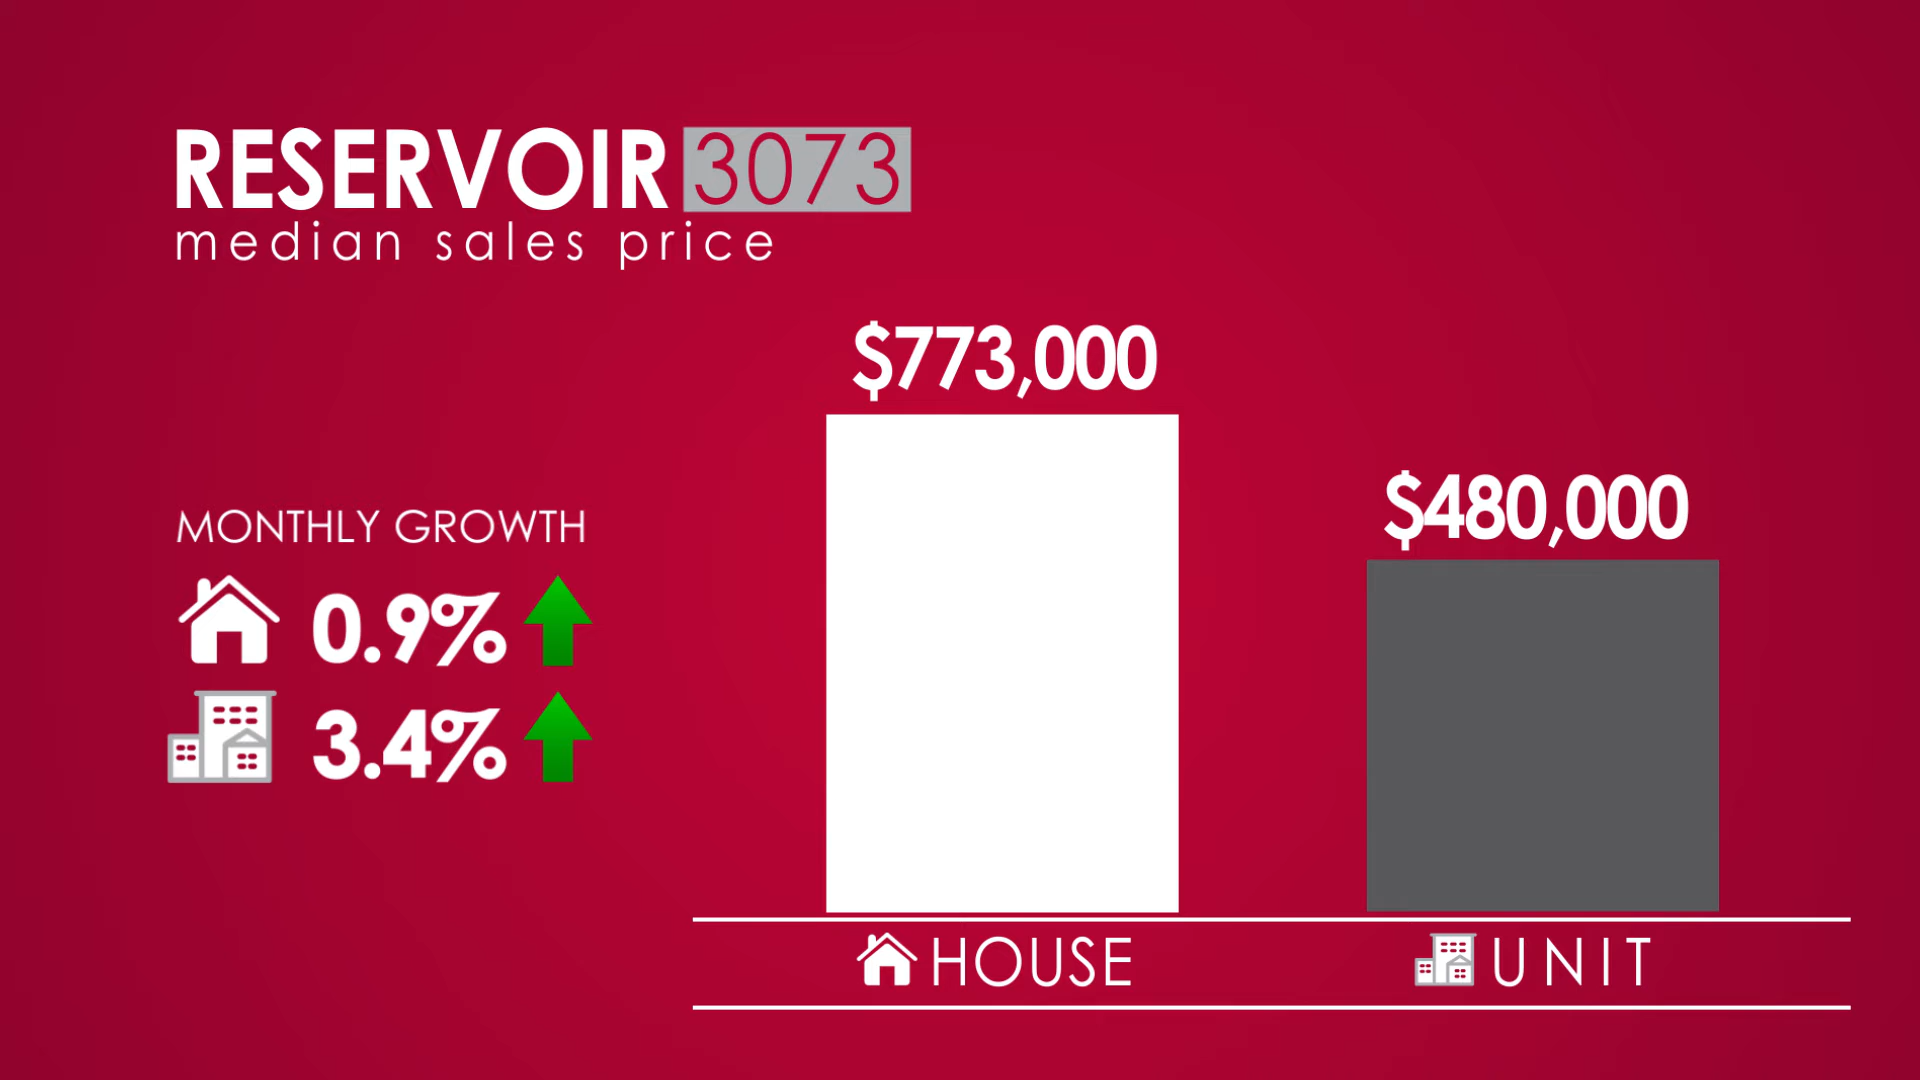 RESERVOIR 3073
median sales price
$773,000
$480,000
MONTHLY GROWTH
0.9%
3.4%
HOUSE
UNIT